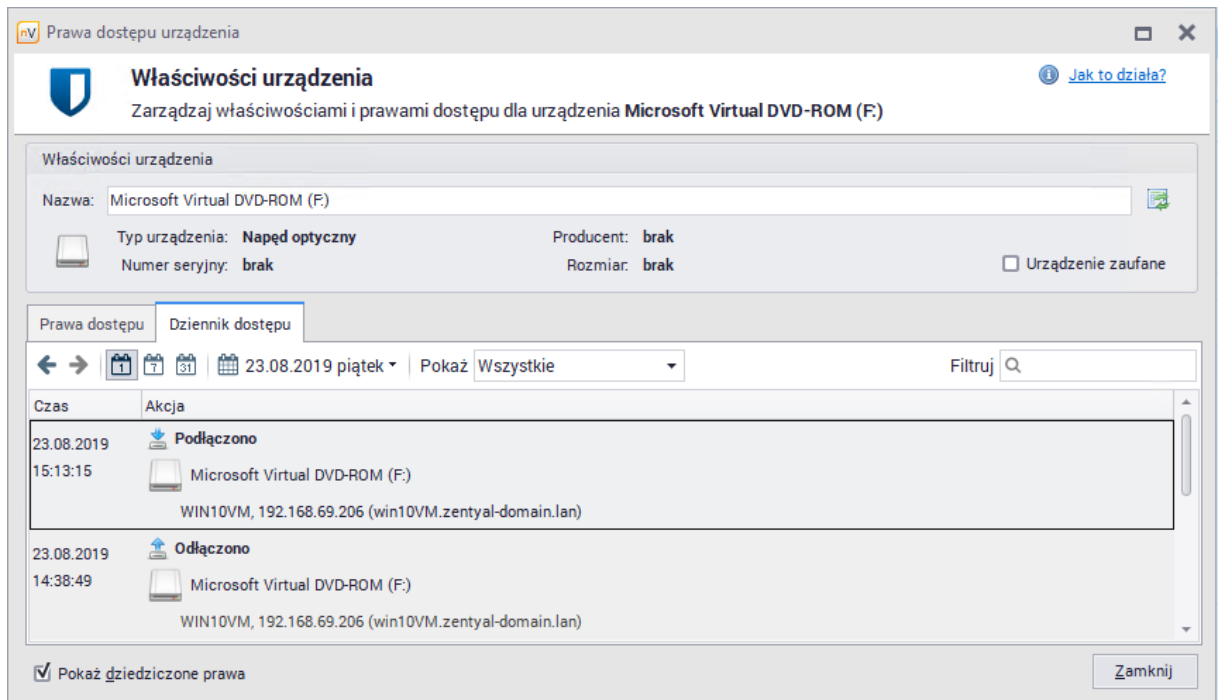 nV Prawa dostępu urządzenia
Właściwości urządzenia
Jak to działa?
Zarządzaj właściwościami i prawami dostępu dla urządzenia Microsoft Virtual DVD-ROM (F:)
Właściwości urządzenia
Nazwa: Microsoft Virtual DVD-ROM (F:)
Typ urządzenia: Napęd optyczny Producent: brak
Numer seryjny: brak Rozmiar: brak Urządzenie zaufane
Prawa dostępu Dziennik dostępu
1 7 31 23.08.2019 piątek Pokaż Wszystkie Filtruj
Czas Akcja
23.08.2019 Podłączono
15:13:15 Microsoft Virtual DVD-ROM (F:)
WIN10VM, 192.168.69.206 (win10VM.zentyal-domain.lan)
23.08.2019 Odłączono
14:38:49 Microsoft Virtual DVD-ROM (F:)
WIN10VM, 192.168.69.206 (win10VM.zentyal-domain.lan)
Pokaż dziedziczone prawa Zamknij